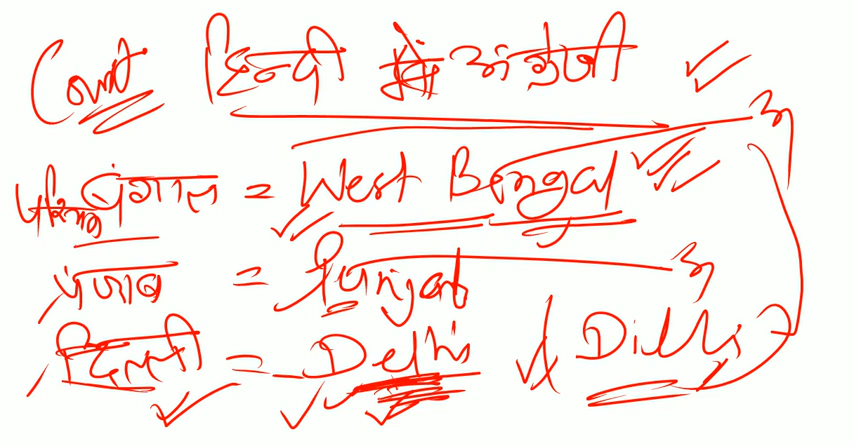 Court हिन्दी अंग्रेजी
पश्चिम बंगाल = West Bengal
पंजाब = Punjab
दिल्ली = Delhi Dilli